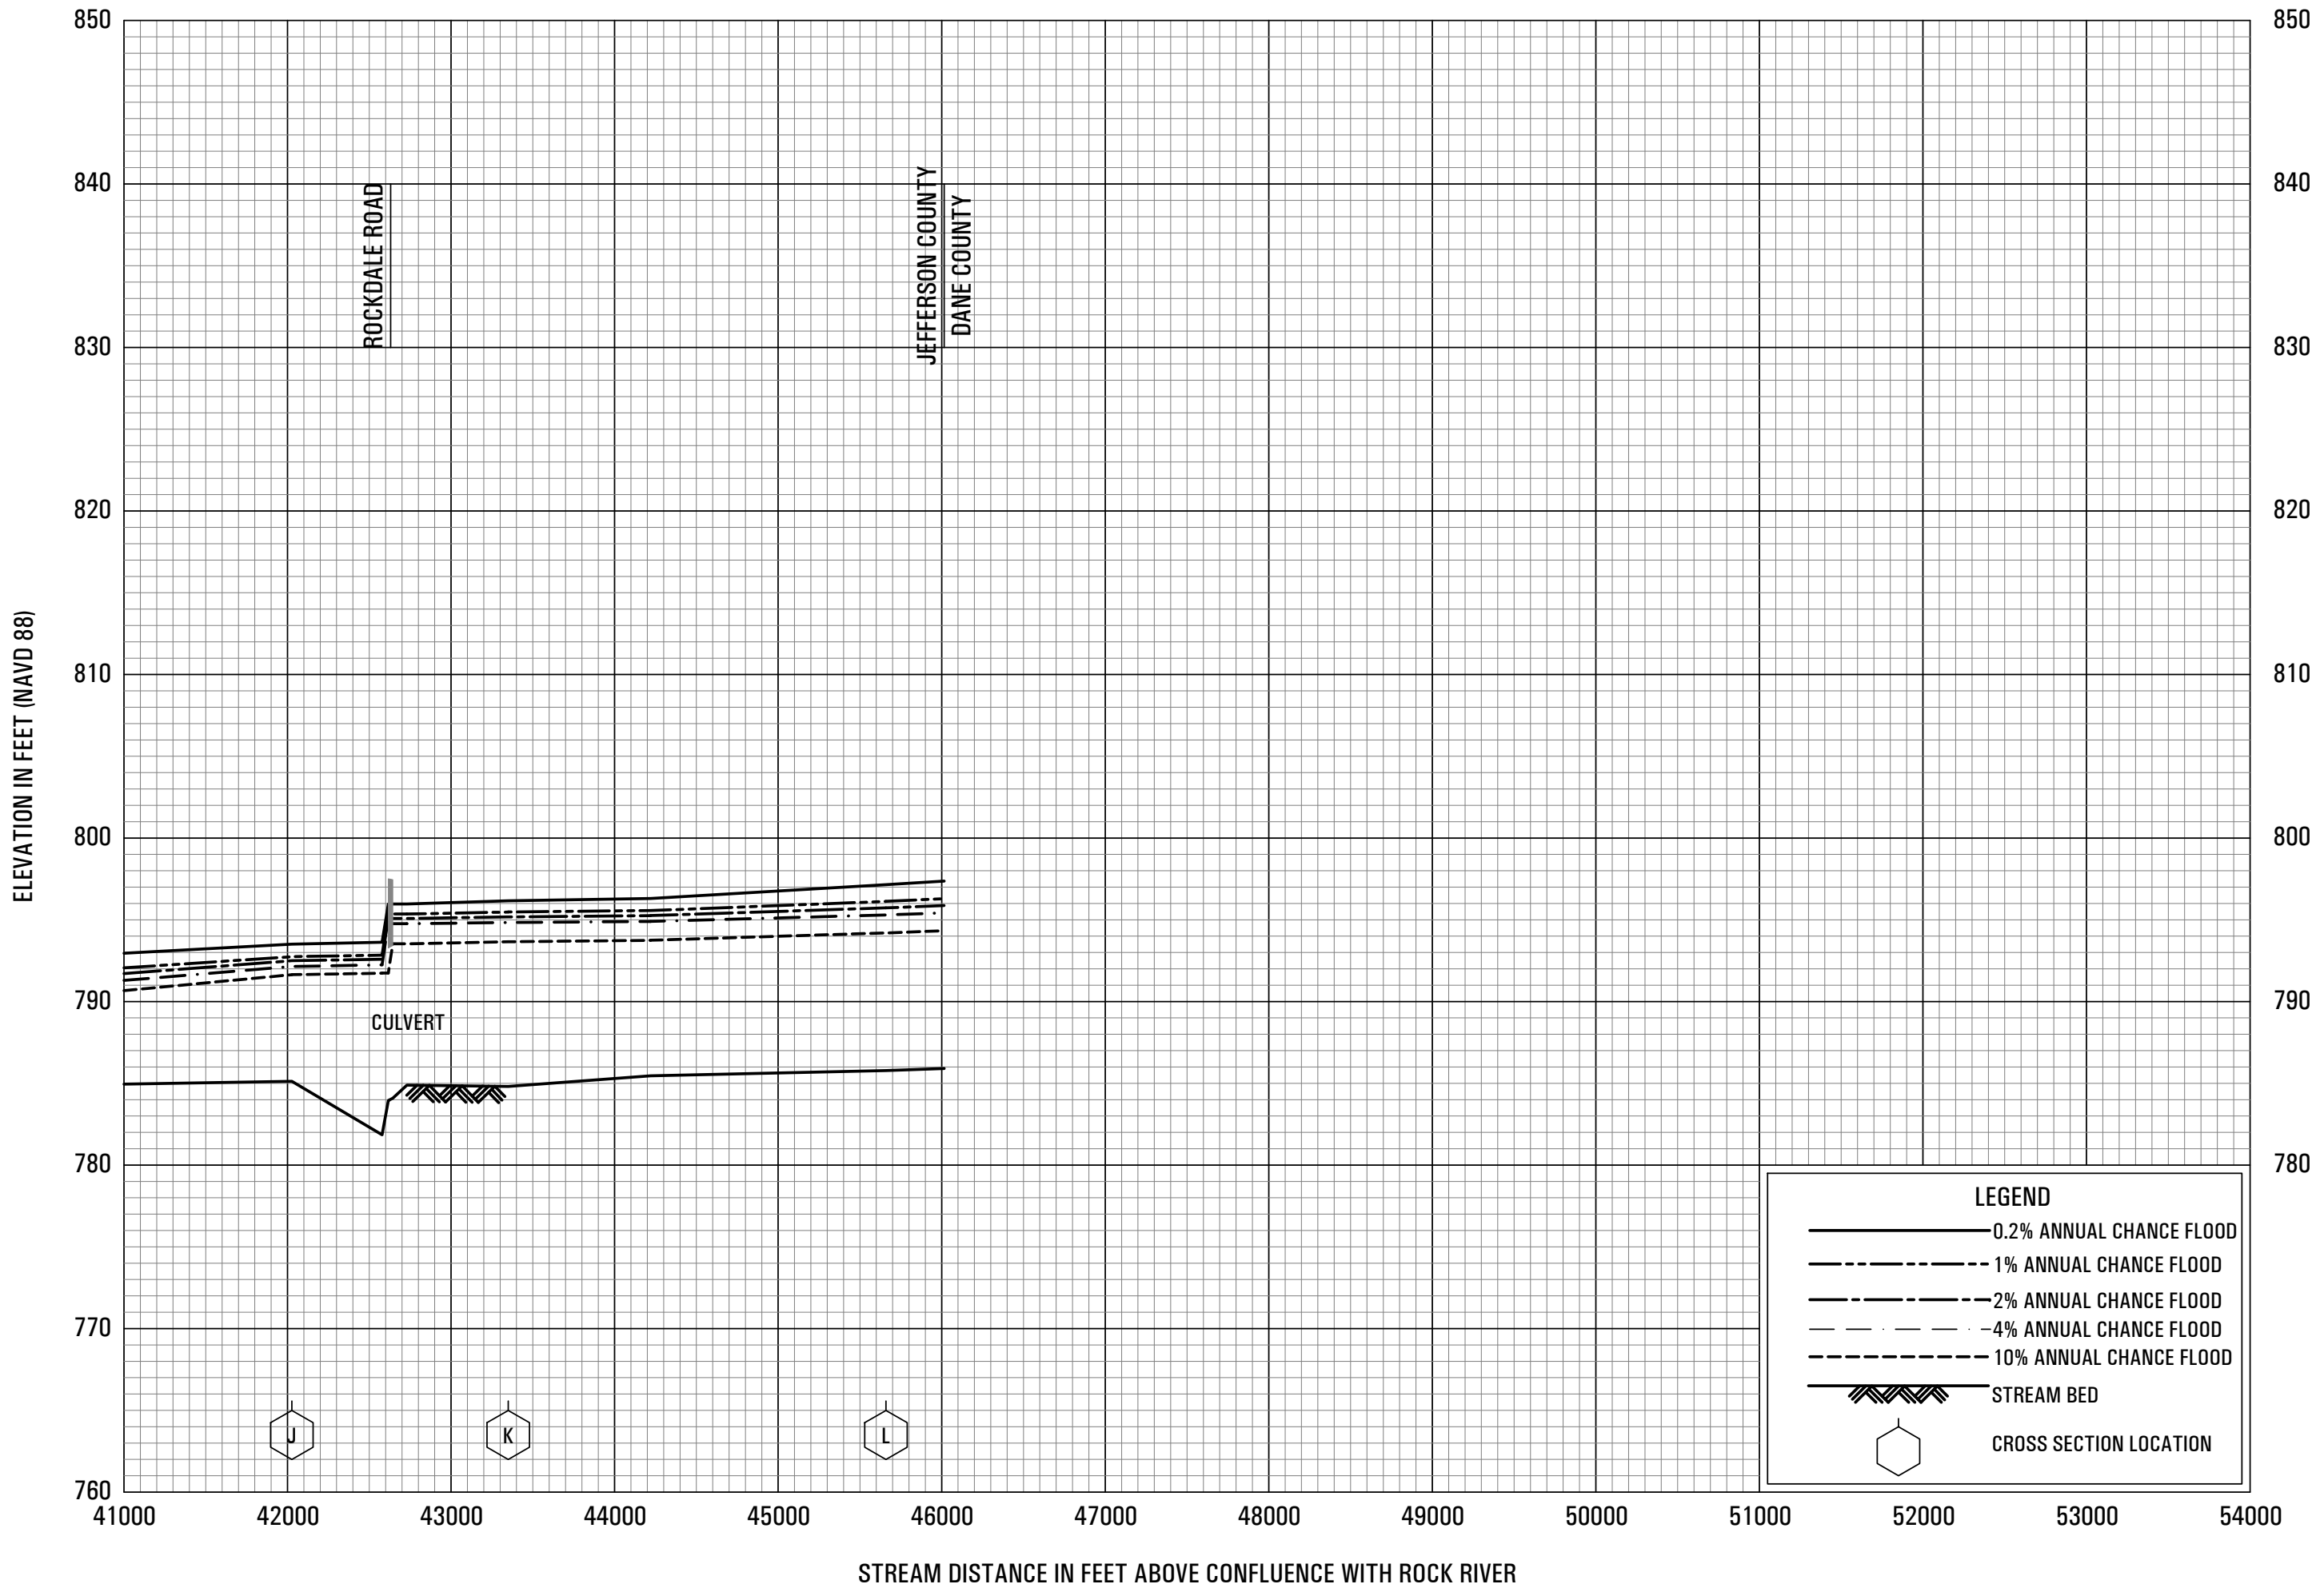 850
840
830
820
810
800
790
780
770
760
ELEVATION IN FEET (NAVD 88)
850
840
830
820
810
800
790
780
ROCKDALE ROAD
JEFFERSON COUNTY
DANE COUNTY
CULVERT
J
K
L
LEGEND
0.2% ANNUAL CHANCE FLOOD
1% ANNUAL CHANCE FLOOD
2% ANNUAL CHANCE FLOOD
4% ANNUAL CHANCE FLOOD
10% ANNUAL CHANCE FLOOD
STREAM BED
CROSS SECTION LOCATION
41000 42000 43000 44000 45000 46000 47000 48000 49000 50000 51000 52000 53000 54000
STREAM DISTANCE IN FEET ABOVE CONFLUENCE WITH ROCK RIVER